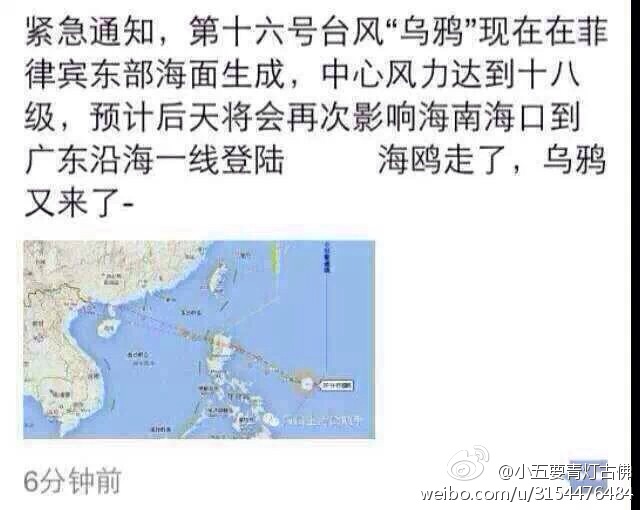 紧急通知，第十六号台风“乌鸦”现在在菲
律宾东部海面生成，中心风力达到十八
级，预计后天将会再次影响海南海口到
广东沿海一线登陆 海鸥走了，乌鸦
又来了-
6分钟前
@小五要青灯古佛
weibo.com/u/3154476484